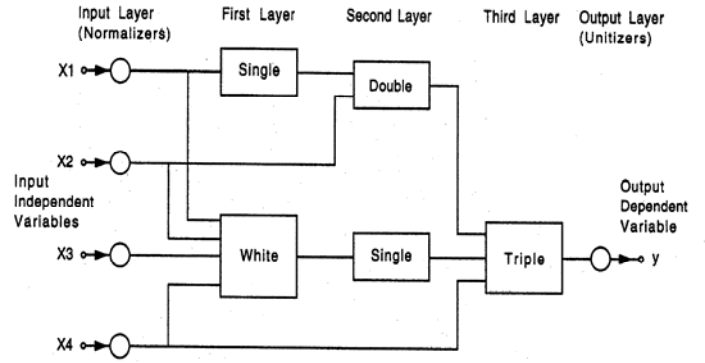 Input Layer
(Normalizers)
First Layer
Second Layer
Third Layer
Output Layer
(Unitizers)
X1
Single
Double
X2
Input
Independent
Variables
Output
Dependent
Variable
X3
White
Single
Triple
y
X4